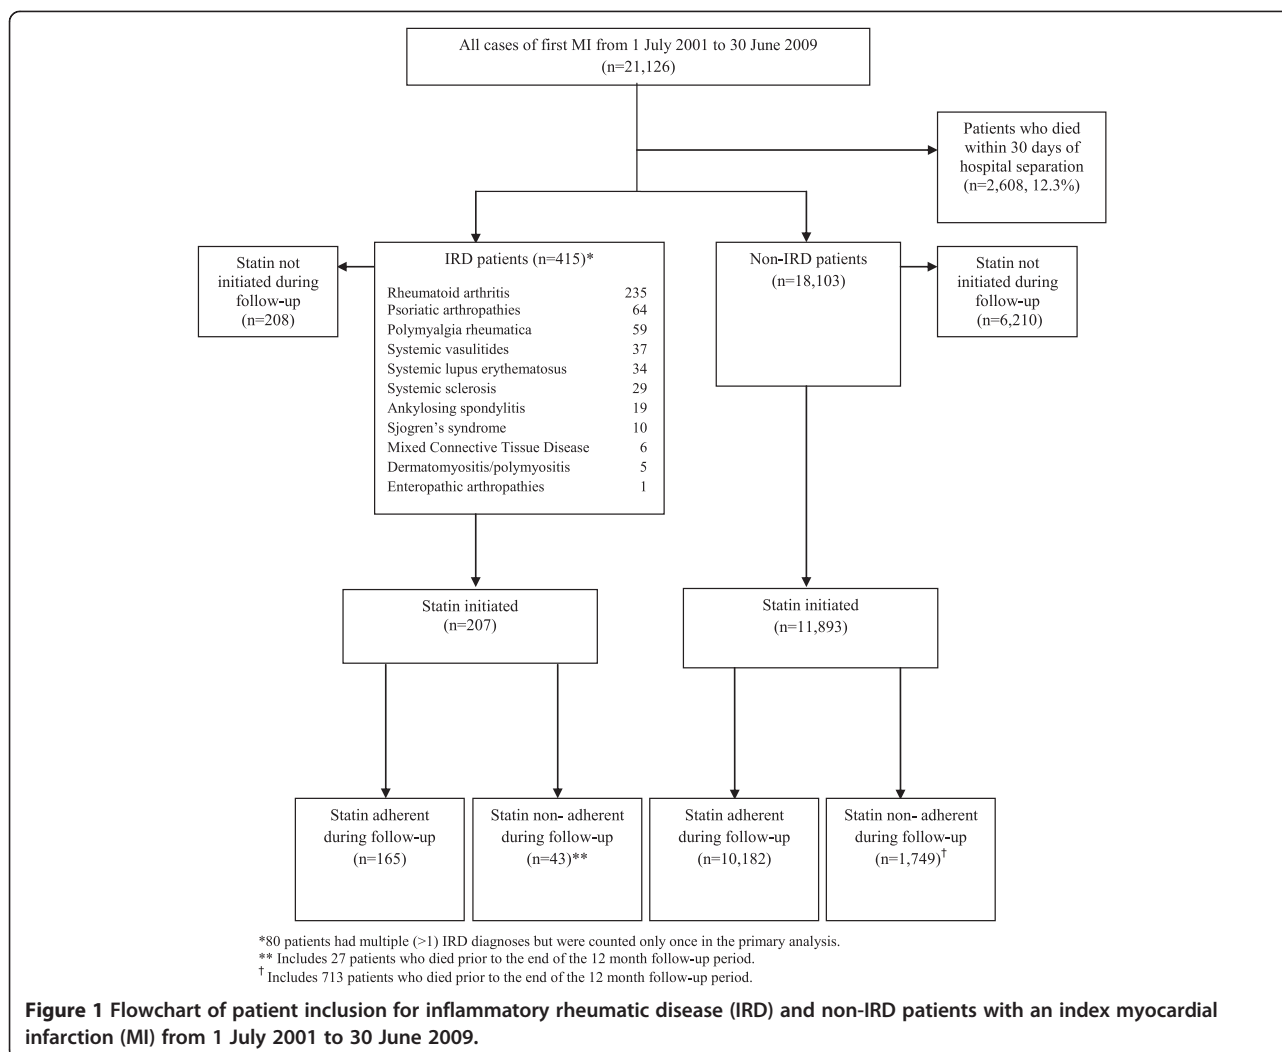 All cases of first MI from 1 July 2001 to 30 June 2009
(n=21,126)
Patients who died
within 30 days of
hospital separation
(n=2,608, 12.3%)
Statin not
initiated during
follow-up
(n=208)
IRD patients (n=415)*
Rheumatoid arthritis 235
Psoriatic arthropathies 64
Polymyalgia rheumatica 59
Systemic vasulitides 37
Systemic lupus erythematosus 34
Systemic sclerosis 29
Ankylosing spondylitis 19
Sjogren's syndrome 10
Mixed Connective Tissue Disease 6
Dermatomyositis/polymyositis 5
Enteropathic arthropathies 1
Non-IRD patients
(n=18,103)
Statin not
initiated during
follow-up
(n=6,210)
Statin initiated
(n=207)
Statin initiated
(n=11,893)
Statin adherent
during follow-up
(n=165)
Statin non- adherent
during follow-up
(n=43)**
Statin adherent
during follow-up
(n=10,182)
Statin non-adherent
during follow-up
(n=1,749)†
*80 patients had multiple (>1) IRD diagnoses but were counted only once in the primary analysis.
** Includes 27 patients who died prior to the end of the 12 month follow-up period.
† Includes 713 patients who died prior to the end of the 12 month follow-up period.
Figure 1 Flowchart of patient inclusion for inflammatory rheumatic disease (IRD) and non-IRD patients with an index myocardial
infarction (MI) from 1 July 2001 to 30 June 2009.